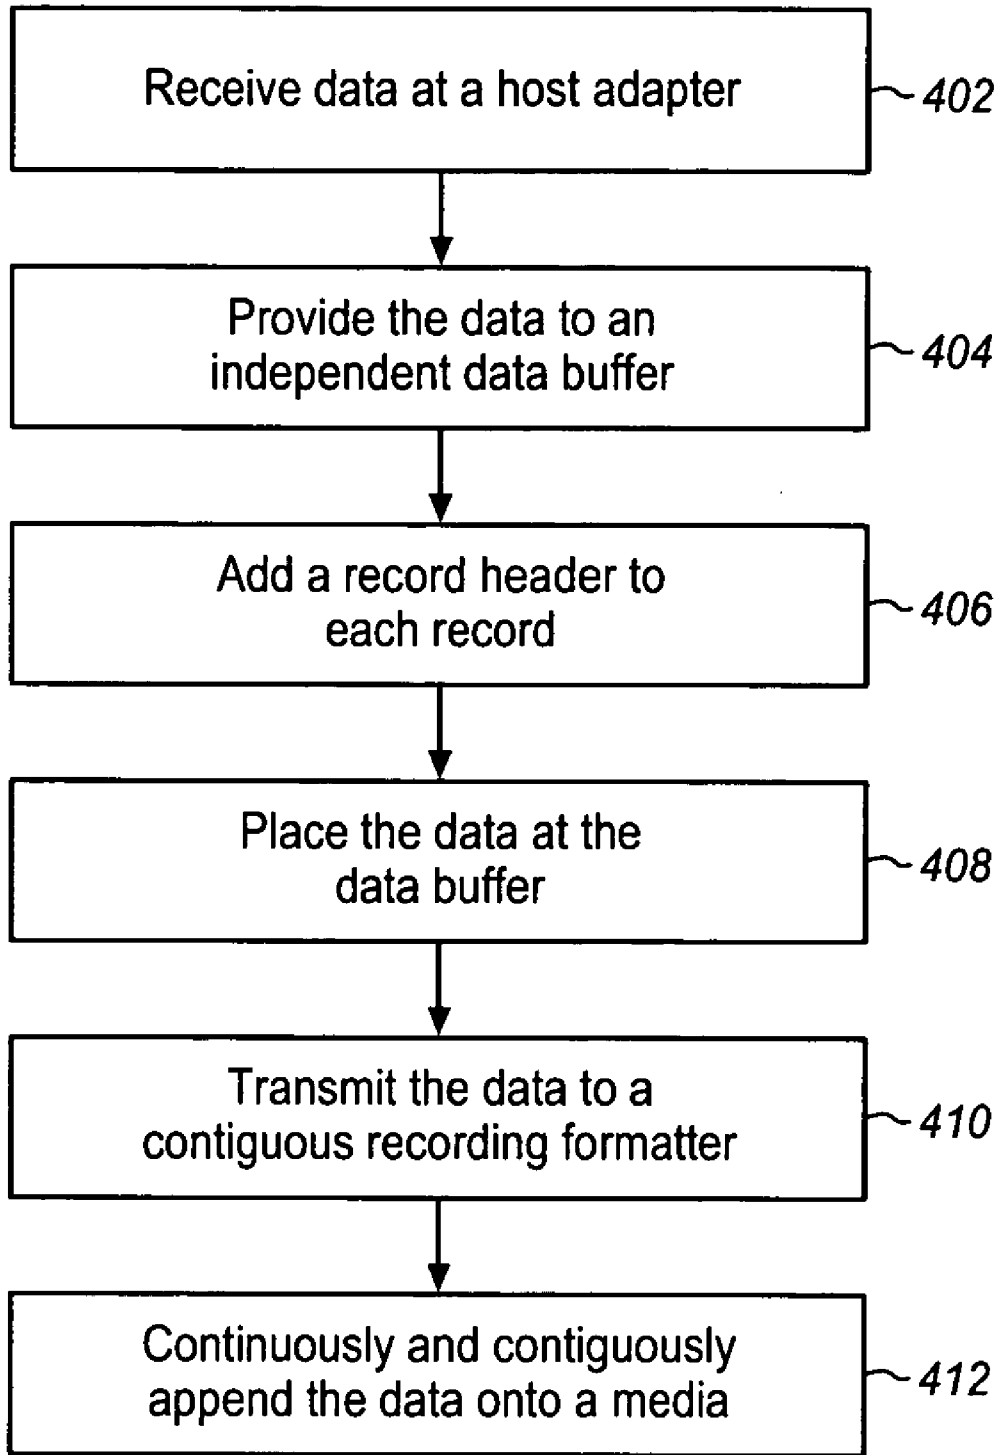 Receive data at a host adapter
402
Provide the data to an
independent data buffer
404
Add a record header to
each record
406
Place the data at the
data buffer
408
Transmit the data to a
contiguous recording formatter
410
Continuously and contiguously
append the data onto a media
412